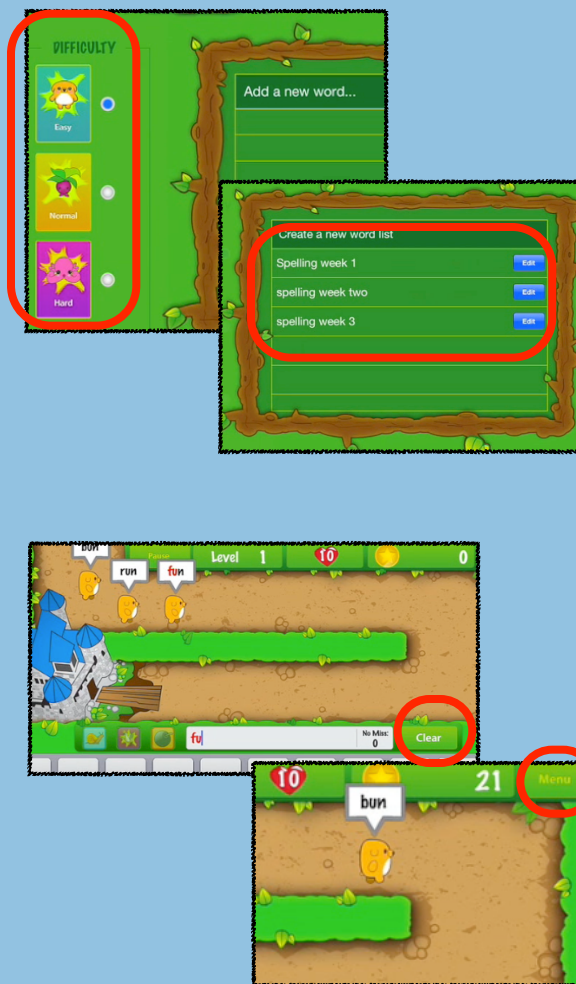 DIFFICULTY
Easy
Normal
Hard
Add a new word...
Create a new word list
Spelling week 1 Edit
spelling week two Edit
spelling week 3 Edit
Pause Level 1 10 0
bun
run fun
fu No Miss: 0 Clear
10 21 Menu
bun